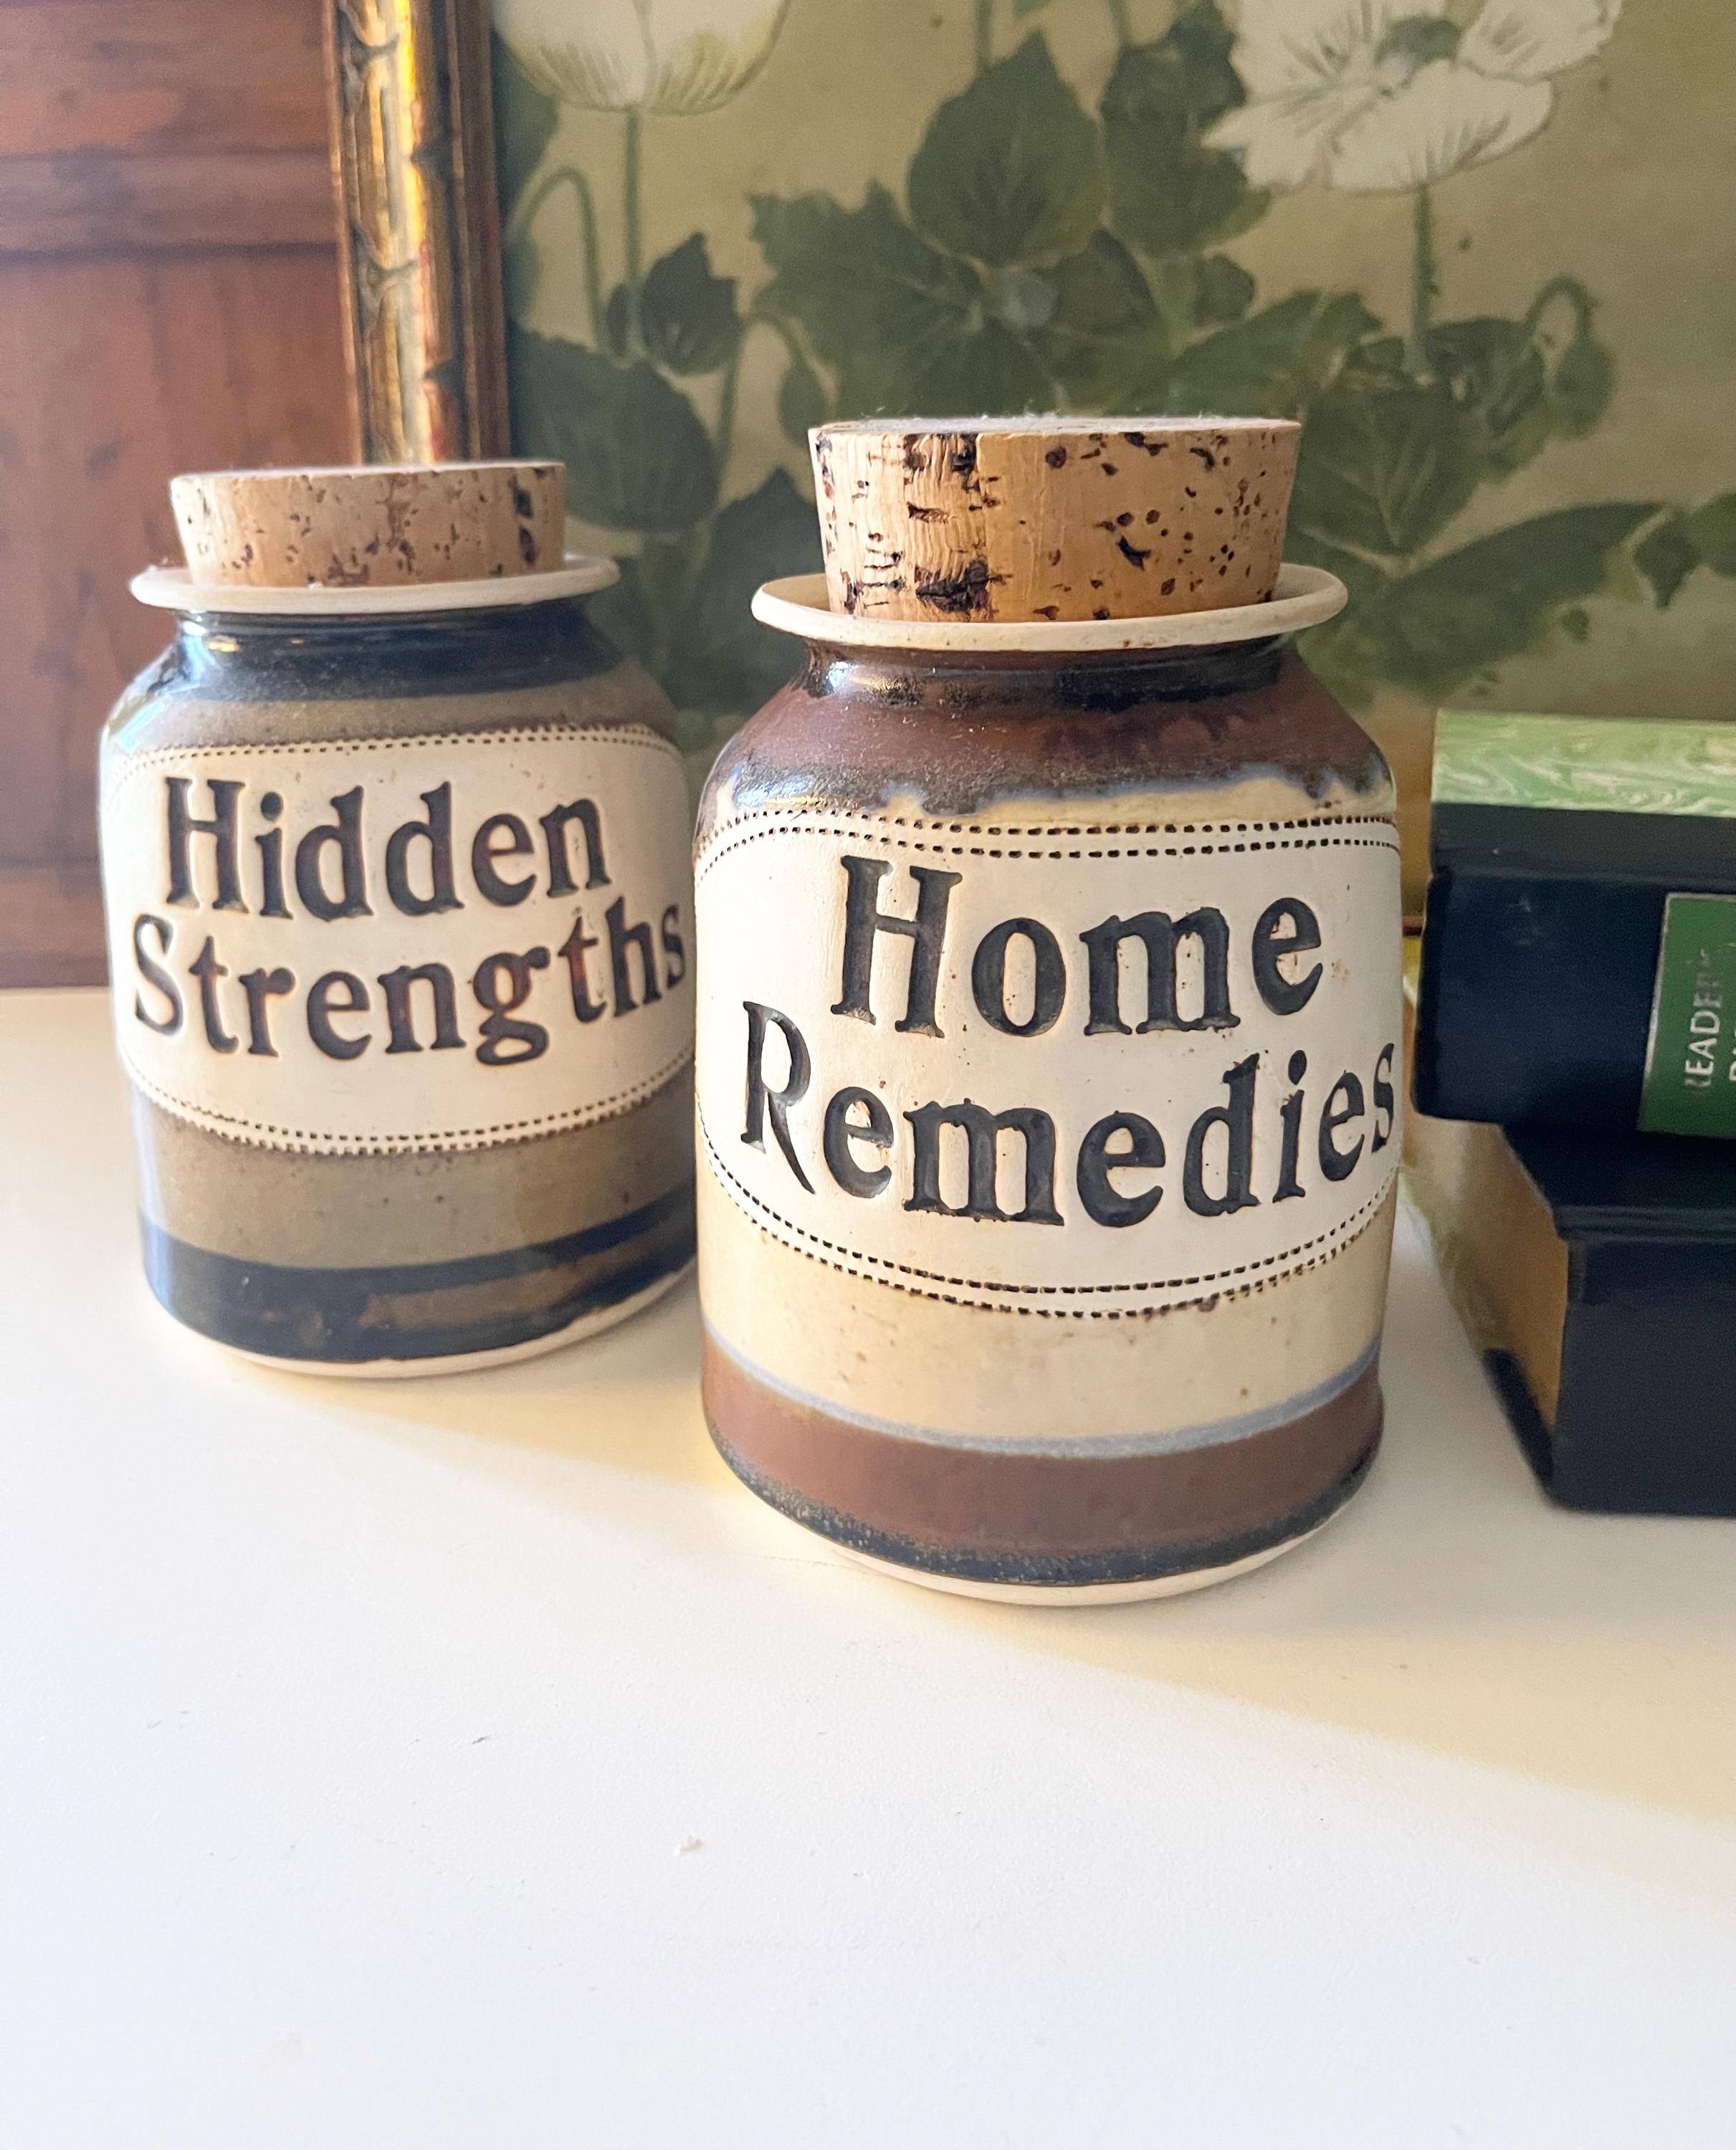 Hidden
Strengths
Home
Remedies